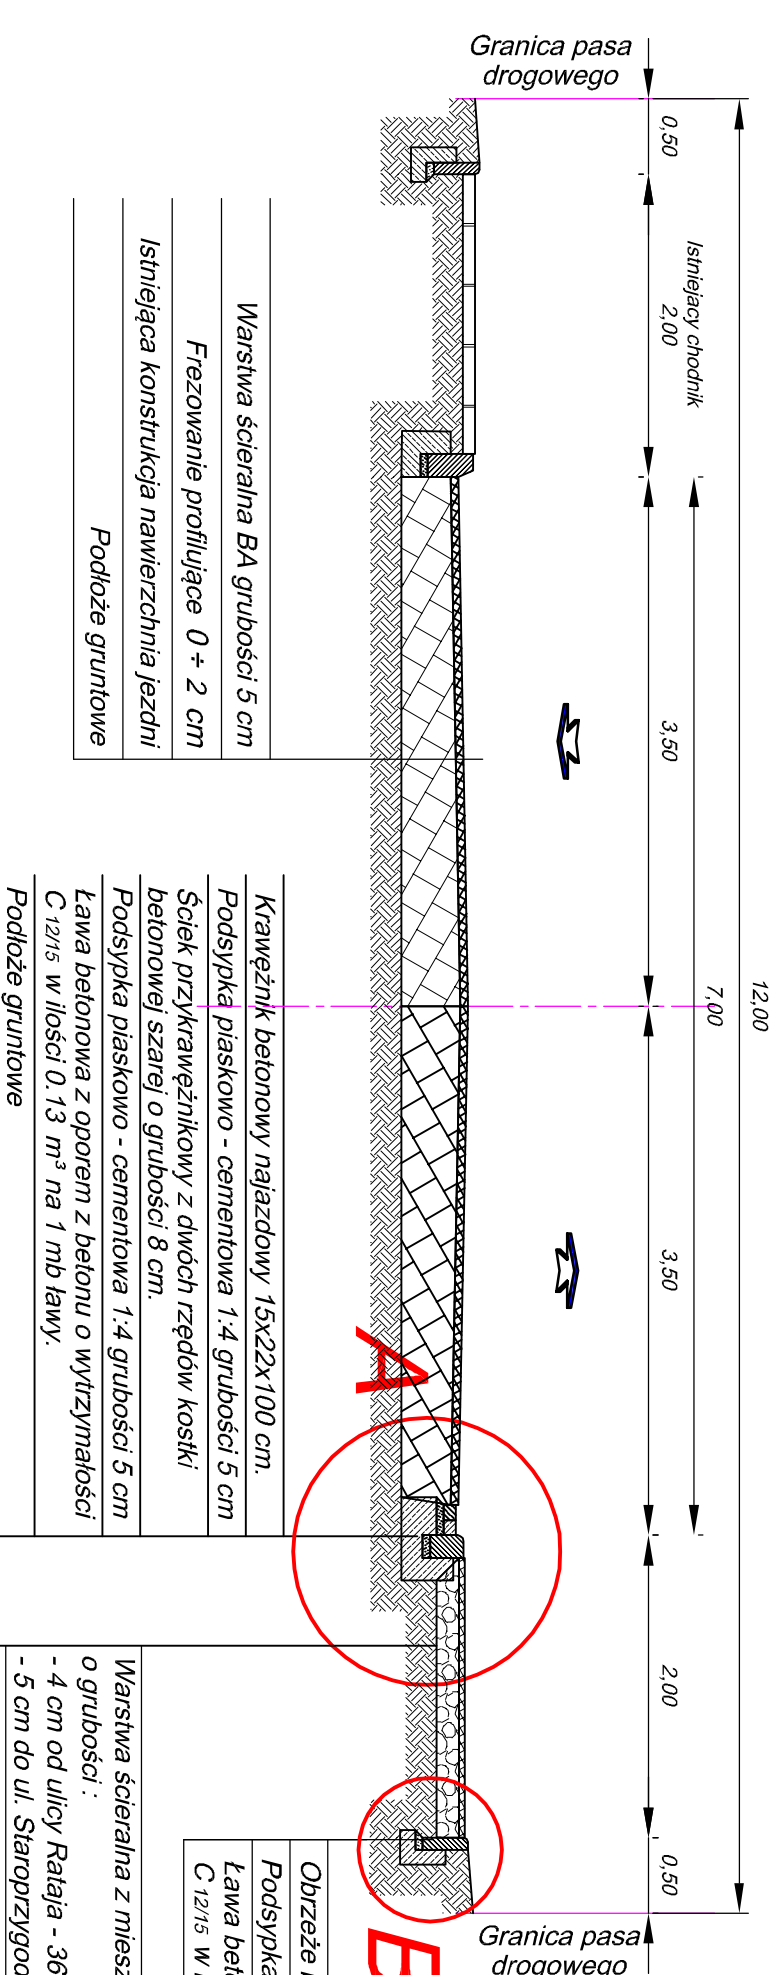 Granica pasa
drogowego
12,00
7,00
0,50
Istniejacy chodnik
2,00
3,50
3,50
2,00
0,50
Granica pasa
drogowego
Warstwa ścieralna BA grubości 5 cm
Frezowanie profilujące 0 ÷ 2 cm
Istniejąca konstrukcja nawierzchnia jezdni
Podłoże gruntowe
Krawężnik betonowy najazdowy 15x22x100 cm.
Podsypka piaskowo - cementowa 1:4 grubości 5 cm
Ściek przykrawężnikowy z dwóch rzędów kostki
betonowej szarej o grubości 8 cm.
Podsypka piaskowo - cementowa 1:4 grubości 5 cm
Ława betonowa z oporem z betonu o wytrzymałości
C 12/15 w ilości 0.13 m³ na 1 mb ławy.
Podłoże gruntowe
A
Warstwa ścieralna z miesz
o grubości :
- 4 cm od ulicy Rataja - 36
- 5 cm do ul. Staroprzygod
Obrzeże
Podsypka
Ława bet
C 12/15 w
B